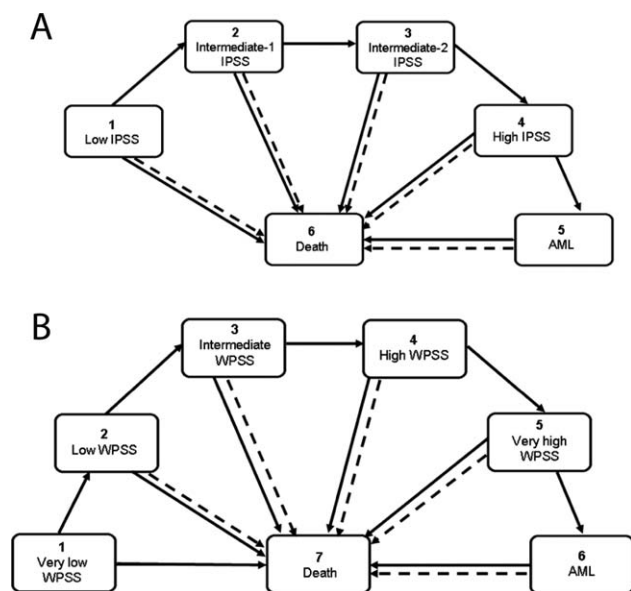 A
1
Low IPSS
2
Intermediate-1
IPSS
3
Intermediate-2
IPSS
4
High IPSS
5
AML
6
Death
B
1
Very low
WPSS
2
Low WPSS
3
Intermediate
WPSS
4
High WPSS
5
Very high
WPSS
6
AML
7
Death